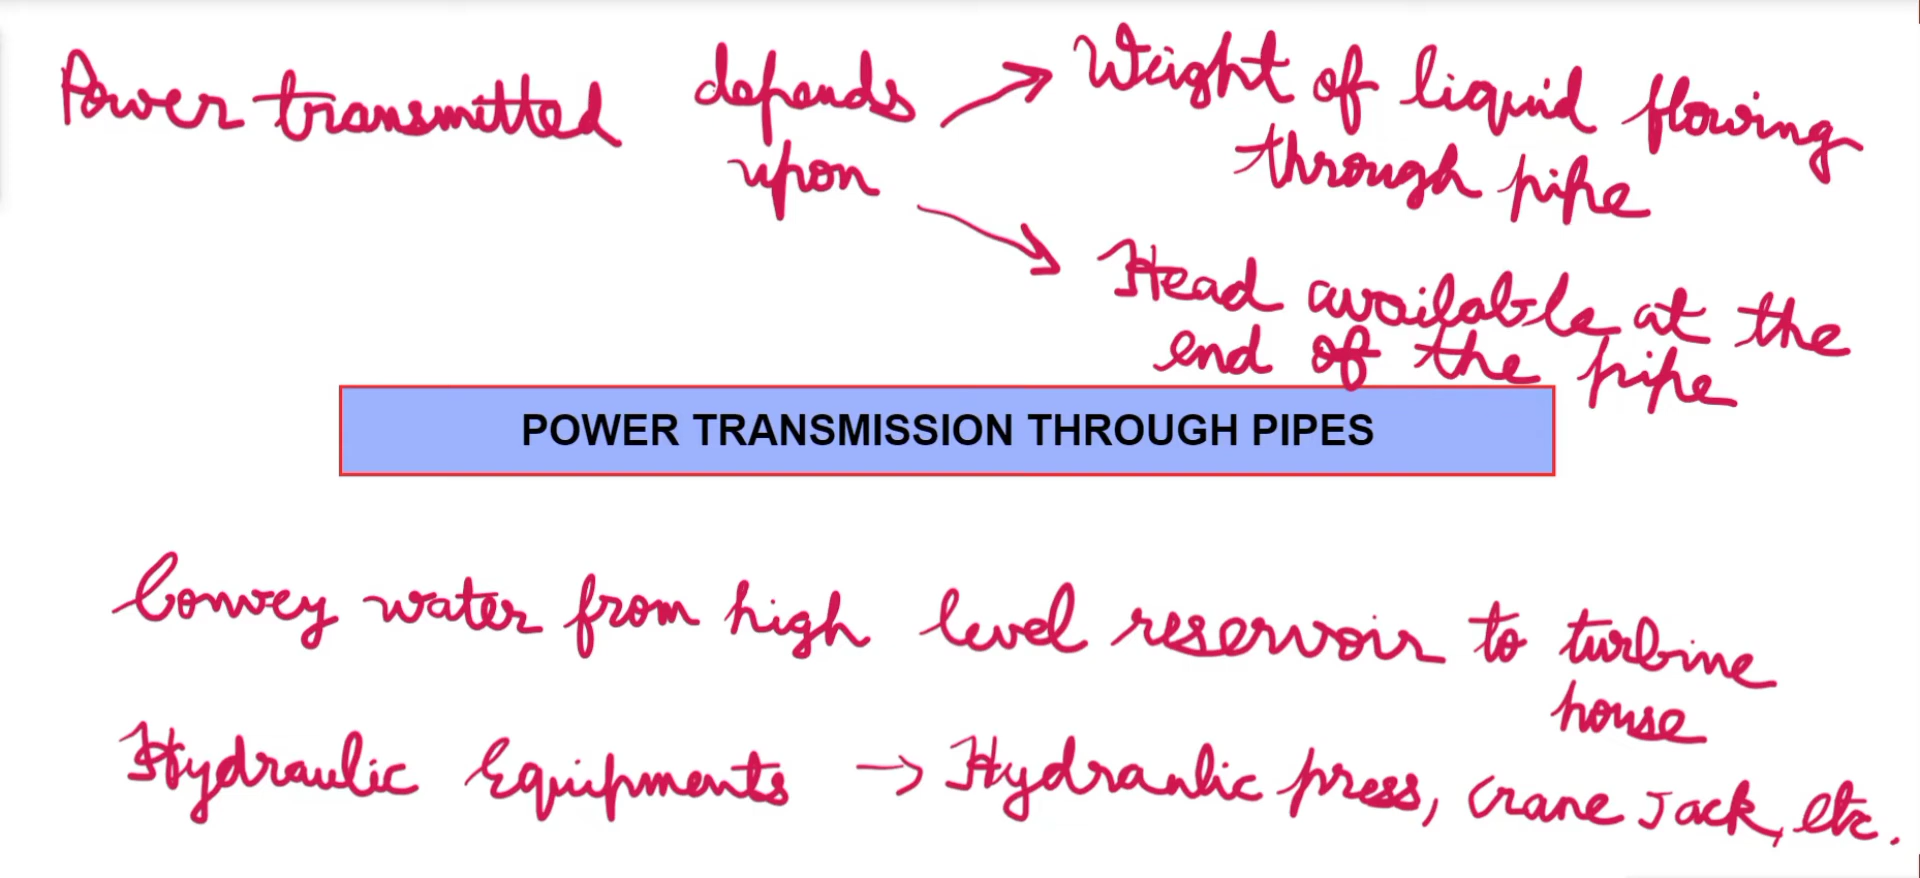 Power transmitted depends upon → Weight of liquid flowing
through pipe
→ Head available at the
end of the pipe
POWER TRANSMISSION THROUGH PIPES
Convey water from high level reservoir to turbine
house
Hydraulic Equipments → Hydraulic press, crane Jack, etc.